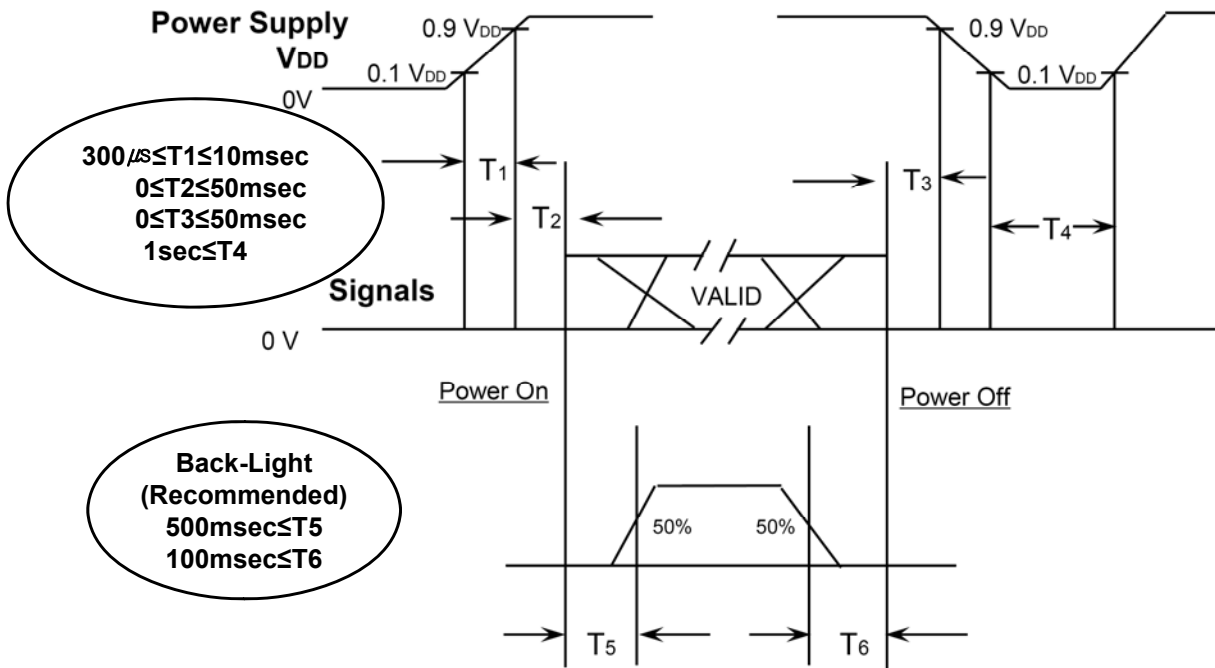 Power Supply
VDD
0.9 VDD
0.9 VDD
0.1 VDD
0.1 VDD
0V
300㎲≤T1≤10msec
0≤T2≤50msec
0≤T3≤50msec
1sec≤T4
T1
T2
T3
T4
Signals
VALID
0 V
Power On
Power Off
Back-Light
(Recommended)
500msec≤T5
100msec≤T6
50%
50%
T5
T6